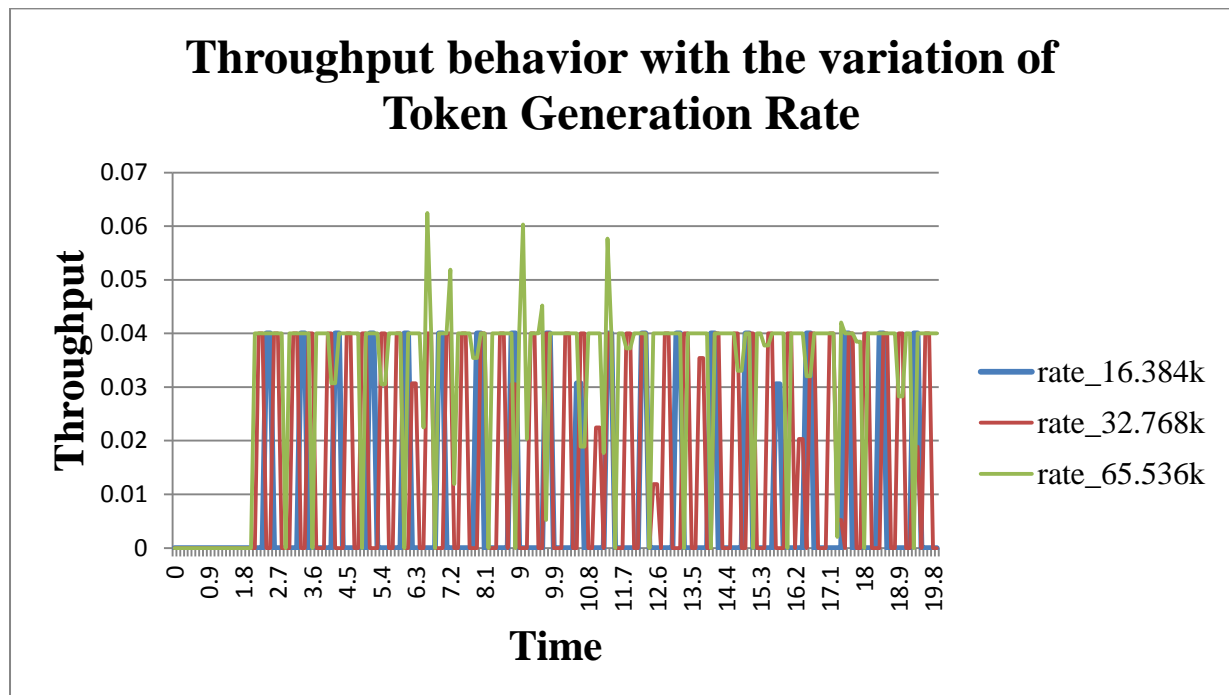 Throughput behavior with the variation of
Token Generation Rate
0.07
0.06
0.05
0.04
0.03
0.02
0.01
0
Throughput
0 0.9 1.8 2.7 3.6 4.5 5.4 6.3 7.2 8.1 9 9.9 10.8 11.7 12.6 13.5 14.4 15.3 16.2 17.1 18 18.9 19.8
Time
rate_16.384k
rate_32.768k
rate_65.536k